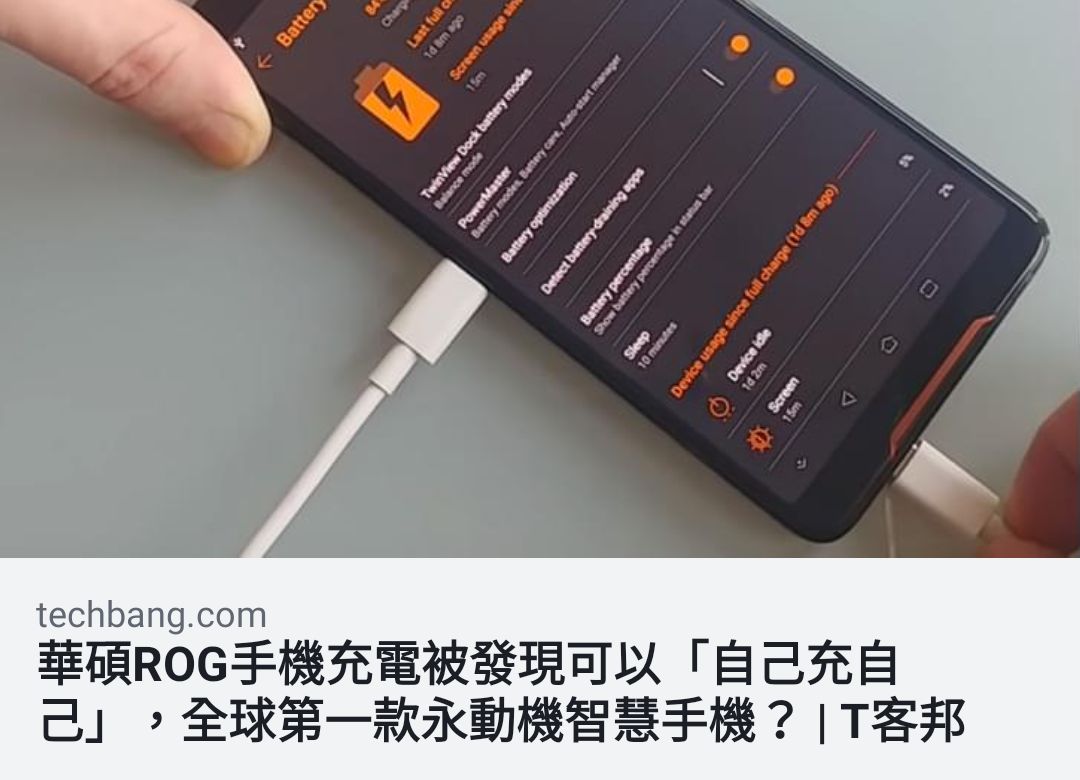 Battery
Last full c
1d 8m ago
Screen usage sin
15m
TwinView Dock battery modes
Balance mode
PowerMaster
Battery modes, Battery care, Auto-start manager
Battery optimization
Detect battery-draining apps
Battery percentage
Show battery percentage in status bar
Sleep
10 minutes
Device usage since full charge (1d 8m ago)
Device idle
1d 2m
5%
Screen
15m
2%
techbang.com
華碩ROG手機充電被發現可以「自己充自
己」，全球第一款永動機智慧手機？ | T客邦